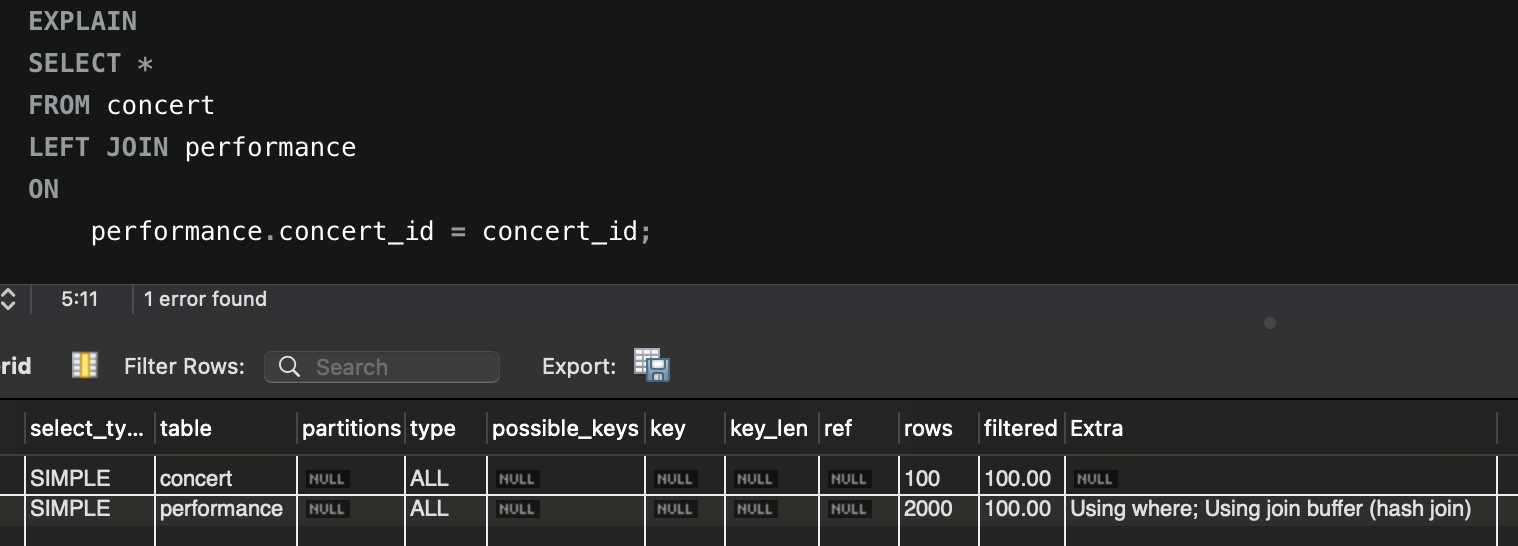 EXPLAIN
SELECT *
FROM concert
LEFT JOIN performance
ON
performance.concert_id = concert_id;
5:11 1 error found
rid Filter Rows: Search Export:
select_ty... table partitions type possible_keys key key_len ref rows filtered Extra
SIMPLE concert NULL ALL NULL NULL NULL NULL 100 100.00 NULL
SIMPLE performance NULL ALL NULL NULL NULL NULL 2000 100.00 Using where; Using join buffer (hash join)